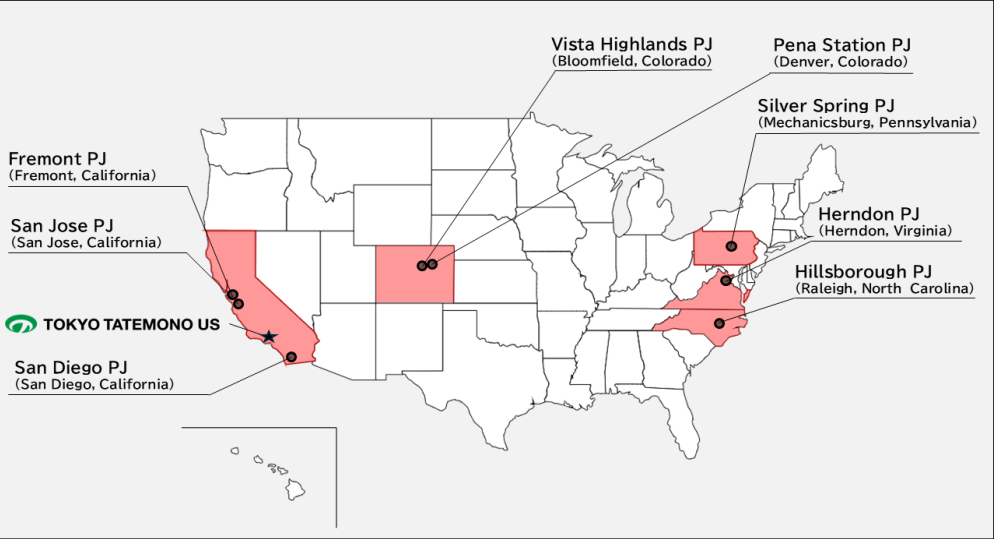 Vista Highlands PJ
(Bloomfield, Colorado)
Pena Station PJ
(Denver, Colorado)
Silver Spring PJ
(Mechanicsburg, Pennsylvania)
Fremont PJ
(Fremont, California)
Herndon PJ
(Herndon, Virginia)
San Jose PJ
(San Jose, California)
Hillsborough PJ
(Raleigh, North Carolina)
TOKYO TATEMONO US
San Diego PJ
(San Diego, California)